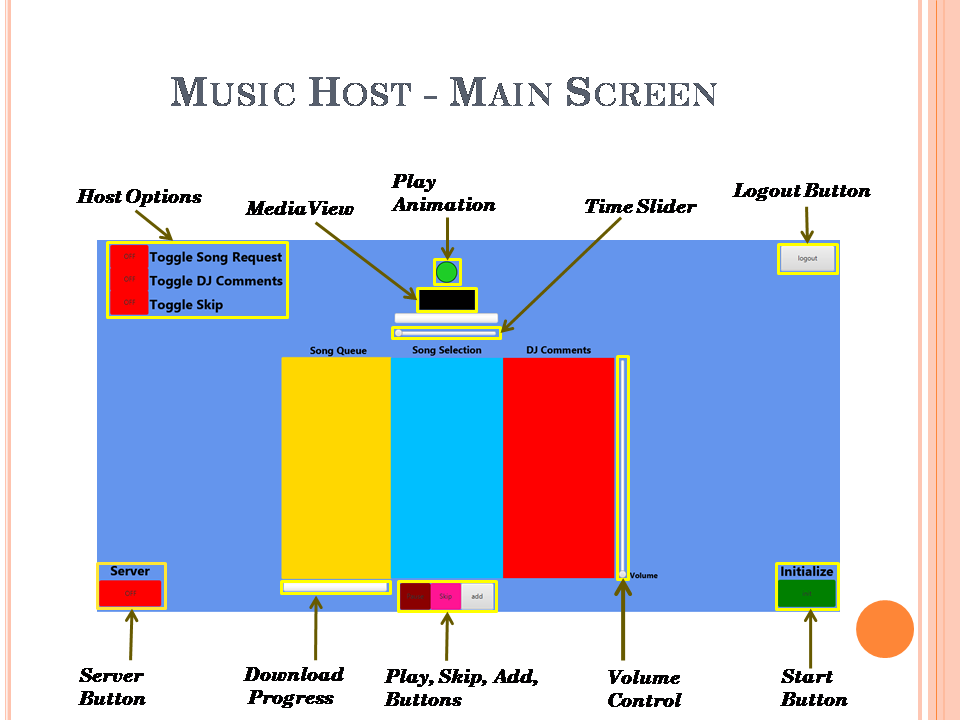 MUSIC HOST - MAIN SCREEN
Host Options
MediaView
Play
Animation
Time Slider
Logout Button
OFF Toggle Song Request
OFF Toggle DJ Comments
OFF Toggle Skip
logout
Song Queue
Song Selection
DJ Comments
Volume
Server
OFF
Skip
add
Initialize
Server
Button
Download
Progress
Play, Skip, Add,
Buttons
Volume
Control
Start
Button